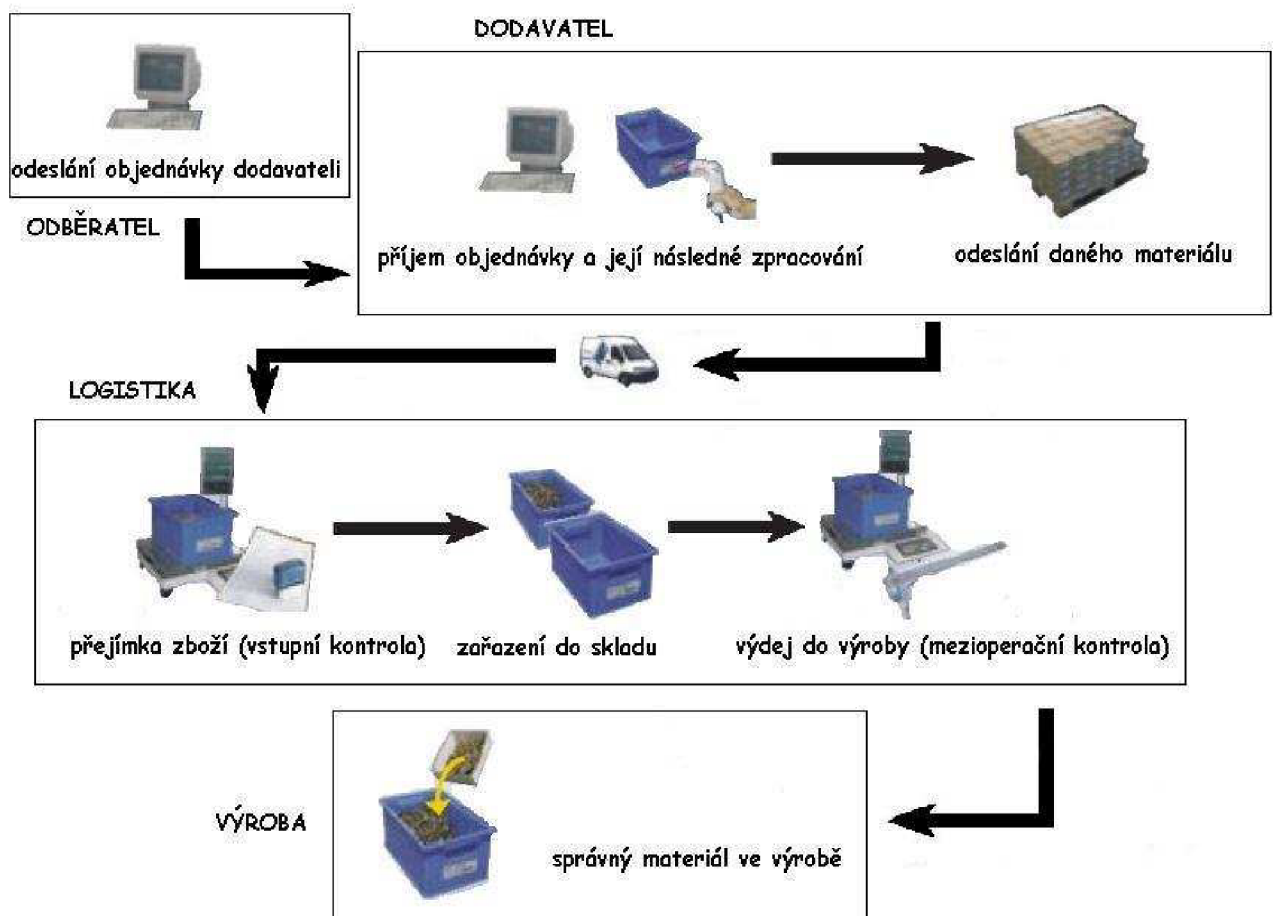 DODAVATEL
odeslání objednávky dodavateli
ODBĚRATEL
příjem objednávky a její následné zpracování
odeslání daného materiálu
LOGISTIKA
přejímka zboží (vstupní kontrola)
zařazení do skladu
výdej do výroby (mezioperační kontrola)
VÝROBA
správný materiál ve výrobě